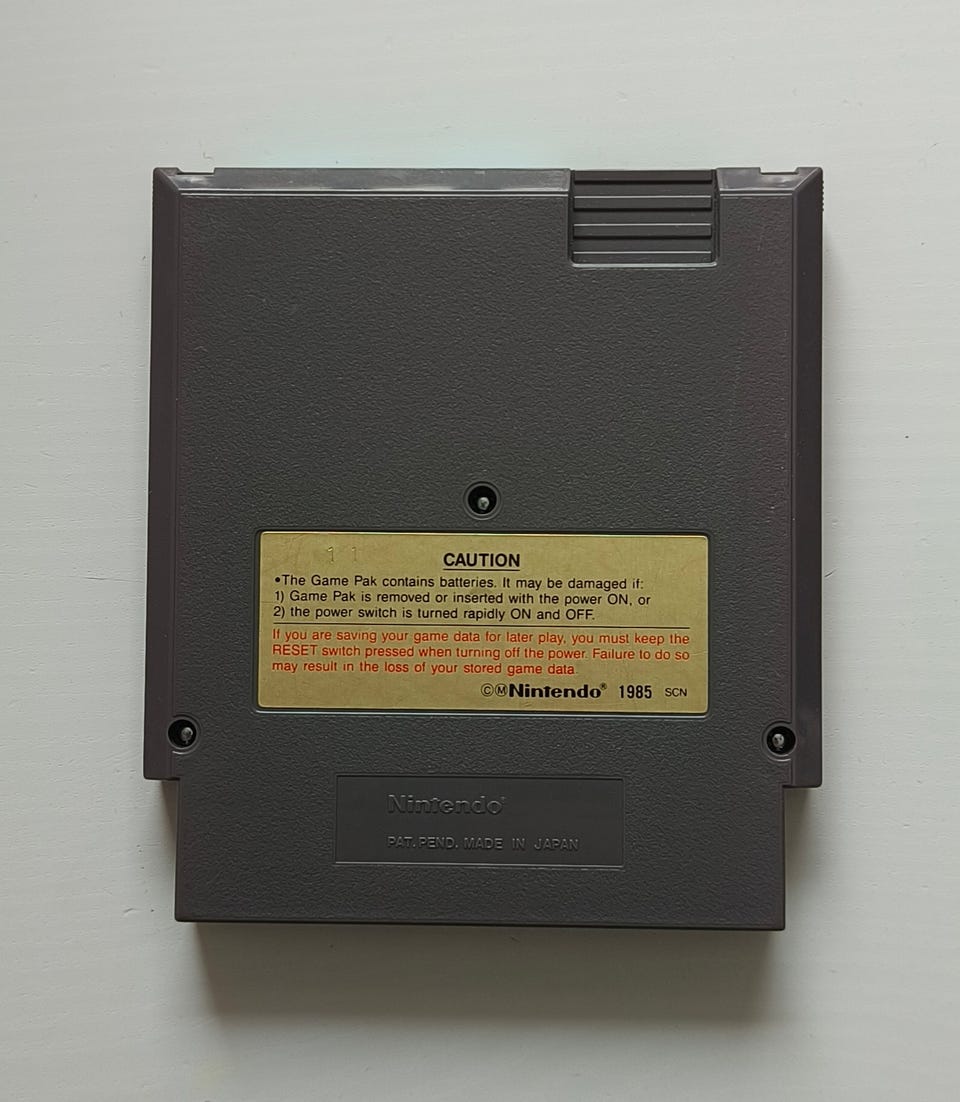 11
CAUTION
•The Game Pak contains batteries. It may be damaged if:
1) Game Pak is removed or inserted with the power ON, or
2) the power switch is turned rapidly ON and OFF.
If you are saving your game data for later play, you must keep the
RESET switch pressed when turning off the power. Failure to do so
may result in the loss of your stored game data.
©ⓂNintendo® 1985 SCN
Nintendo®
PAT. PEND. MADE IN JAPAN